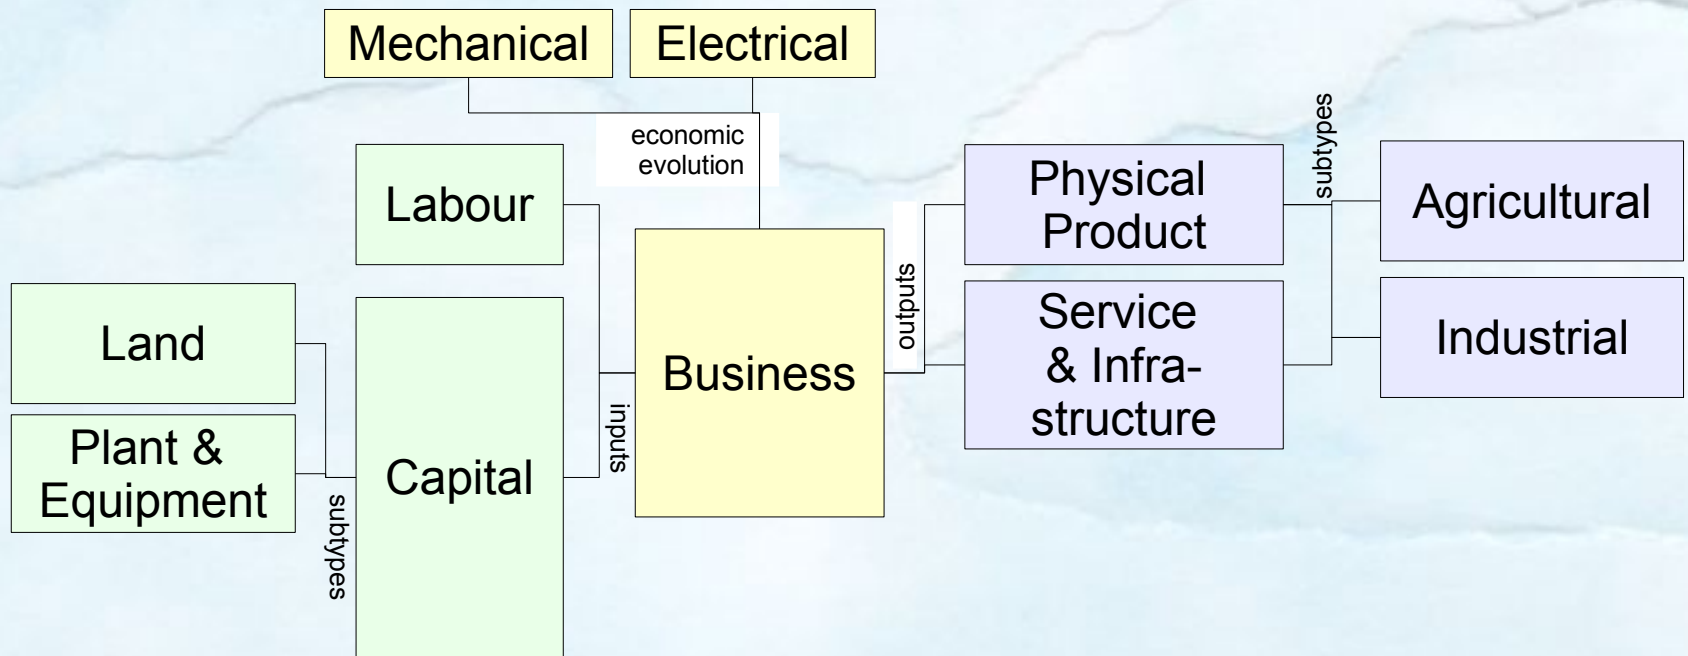 Mechanical
Electrical
economic
evolution
Labour
Land
Plant &
Equipment
subtypes
Capital
inputs
Business
outputs
Physical
Product
Service
& Infra-
structure
subtypes
Agricultural
Industrial